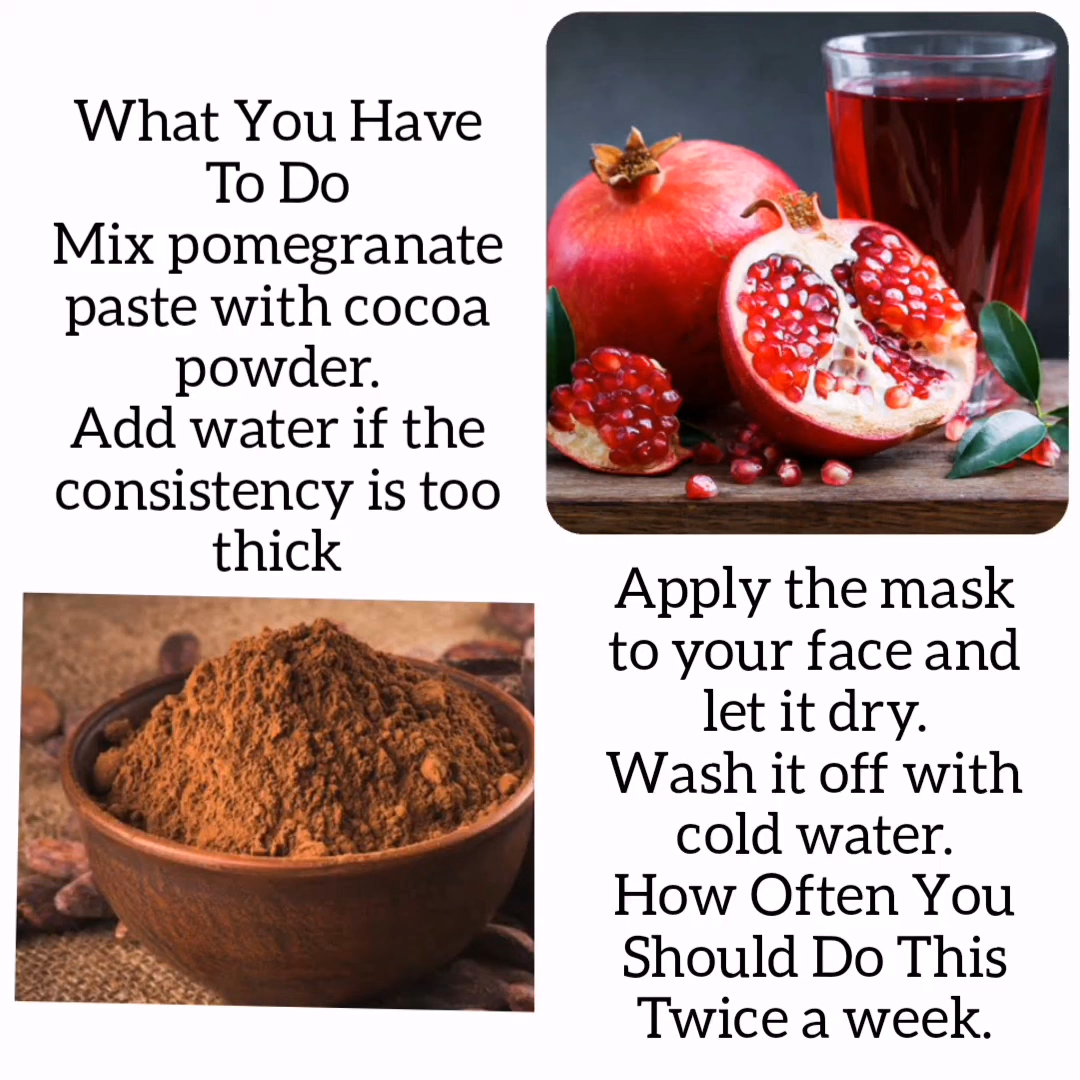 What You Have
To Do
Mix pomegranate
paste with cocoa
powder.
Add water if the
consistency is too
thick
Apply the mask
to your face and
let it dry.
Wash it off with
cold water.
How Often You
Should Do This
Twice a week.